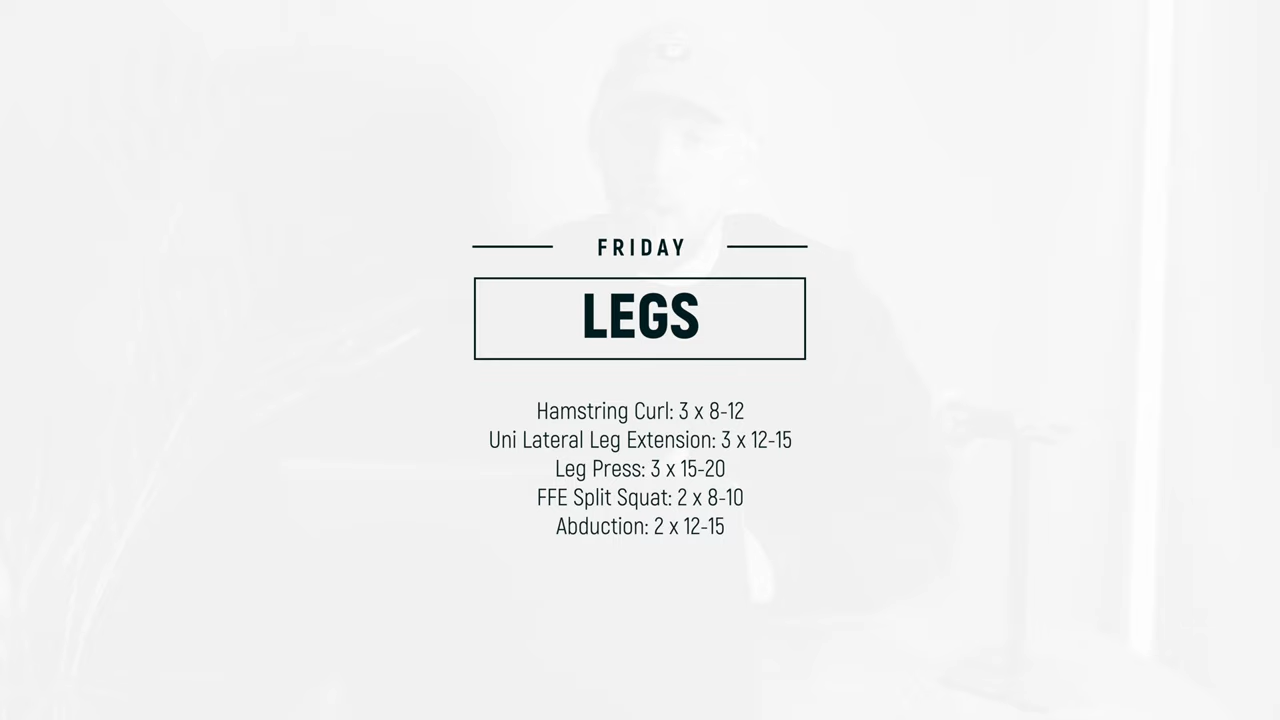 FRIDAY
LEGS
Hamstring Curl: 3 x 8-12
Uni Lateral Leg Extension: 3 x 12-15
Leg Press: 3 x 15-20
FFE Split Squat: 2 x 8-10
Abduction: 2 x 12-15